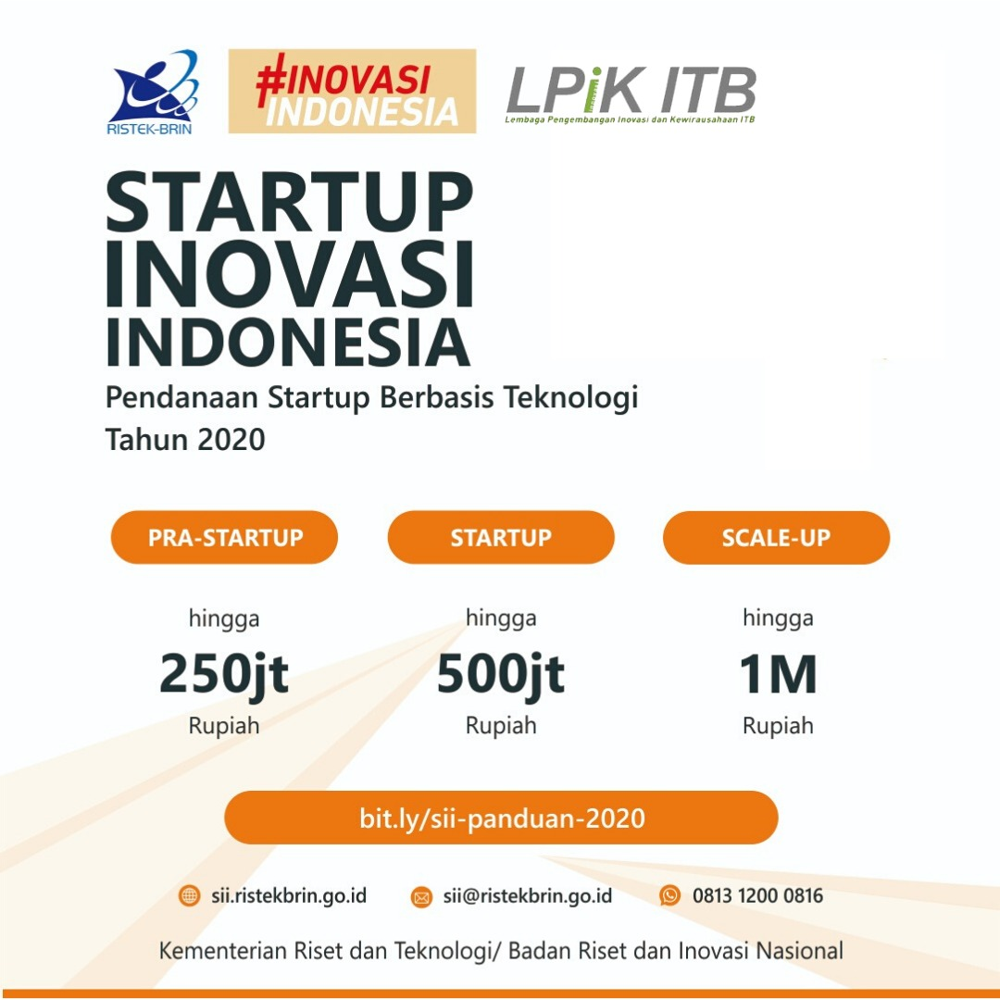 RISTEK-BRIN
#INOVASI
INDONESIA
LPiK ITB
Lembaga Pengembangan Inovasi dan Kewirausahaan ITB
STARTUP
INOVASI
INDONESIA
Pendanaan Startup Berbasis Teknologi
Tahun 2020
PRA-STARTUP
hingga
250jt
Rupiah
STARTUP
hingga
500jt
Rupiah
SCALE-UP
hingga
1M
Rupiah
bit.ly/sii-panduan-2020
sii.ristekbrin.go.id
sii@ristekbrin.go.id
0813 1200 0816
Kementerian Riset dan Teknologi/ Badan Riset dan Inovasi Nasional